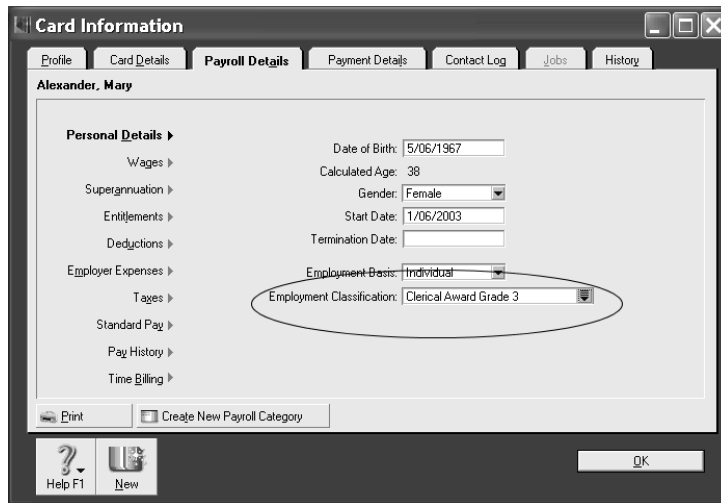 Card Information
Profile Card Details Payroll Details Payment Details Contact Log Jobs History
Alexander, Mary
Personal Details
Wages
Superannuation
Entitlements
Deductions
Employer Expenses
Taxes
Standard Pay
Pay History
Time Billing
Date of Birth: 5/06/1967
Calculated Age: 38
Gender: Female
Start Date: 1/06/2003
Termination Date:
Employment Basis: Individual
Employment Classification: Clerical Award Grade 3
Print Create New Payroll Category
Help F1 New OK